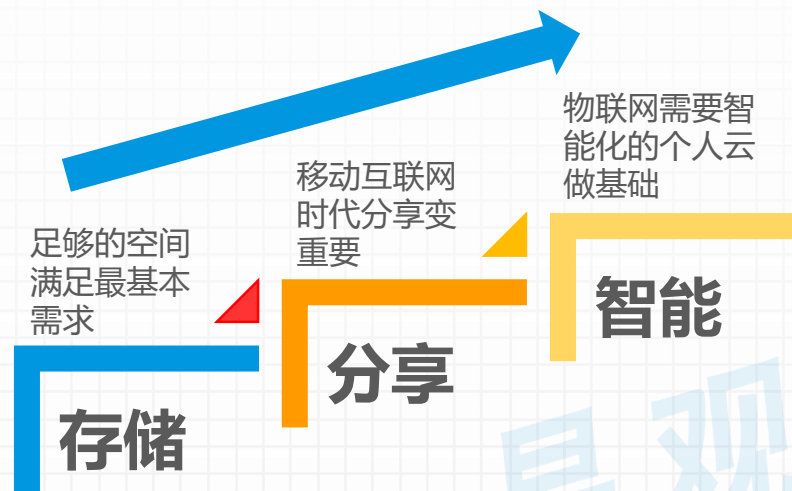 足够的空间
满足最基本
需求
存储
移动互联网
时代分享变
重要
分享
物联网需要智
能化的个人云
做基础
智能